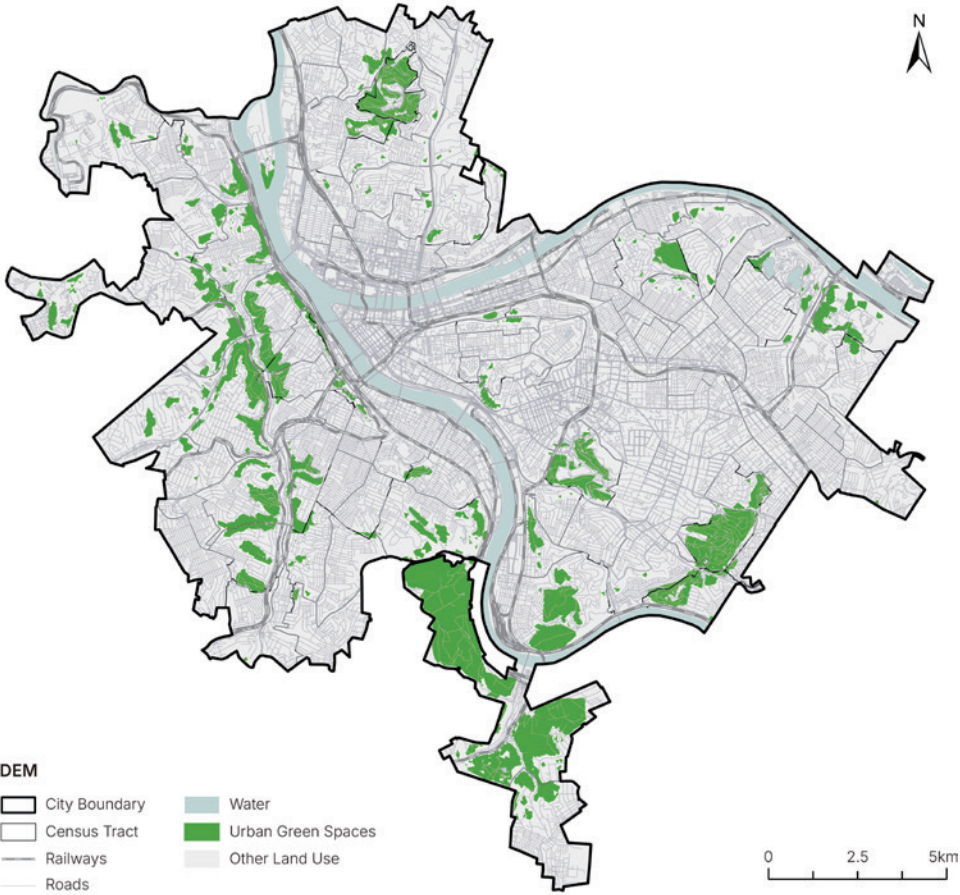 N
DEM
City Boundary
Water
Census Tract
Urban Green Spaces
Railways
Other Land Use
Roads
0 2.5 5km